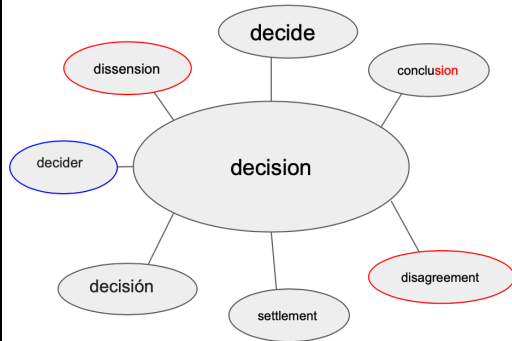 decide
dissension
conclusion
decider
decision
decisión
disagreement
settlement